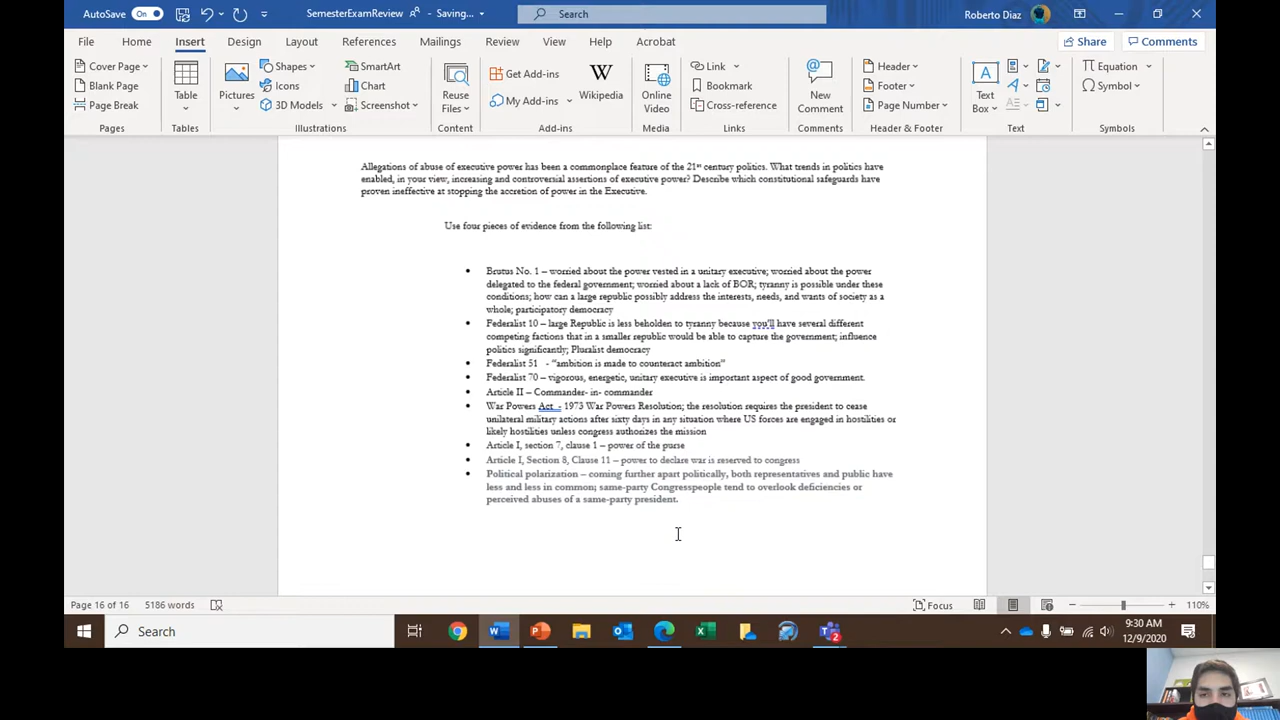 AutoSave On SemesterExamReview - Saving... Search Roberto Diaz
File Home Insert Design Layout References Mailings Review View Help Acrobat Share Comments
Cover Page
Blank Page
Page Break
Pages
Table
Tables
Pictures
Shapes
Icons
3D Models
SmartArt
Chart
Screenshot
Illustrations
Reuse
Files
Content
Get Add-ins
My Add-ins
W
Wikipedia
Add-ins
Online
Video
Media
Link
Bookmark
Cross-reference
Links
New
Comment
Comments
Header
Footer
Page Number
Header & Footer
A
Text
Box
Text
Equation
Symbol
Symbols
Allegations of abuse of executive power has been a commonplace feature of the 21st century politics. What trends in politics have
enabled, in your view, increasing and controversial assertions of executive power? Describe which constitutional safeguards have
proven ineffective at stopping the accretion of power in the Executive.
Use four pieces of evidence from the following list:
• Brutus No. 1 – worried about the power vested in a unitary executive; worried about the power
delegated to the federal government; worried about a lack of BOR; tyranny is possible under these
conditions; how can a large republic possibly address the interests, needs, and wants of society as a
whole; participatory democracy
• Federalist 10 – large Republic is less beholden to tyranny because you'll have several different
competing factions that in a smaller republic would be able to capture the government; influence
politics significantly; Pluralist democracy
• Federalist 51 - "ambition is made to counteract ambition"
• Federalist 70 – vigorous, energetic, unitary executive is important aspect of good government.
• Article II – Commander- in- commander
• War Powers Act - 1973 War Powers Resolution; the resolution requires the president to cease
unilateral military actions after sixty days in any situation where US forces are engaged in hostilities or
likely hostilities unless congress authorizes the mission
• Article I, section 7, clause 1 – power of the purse
• Article I, Section 8, Clause 11 – power to declare war is reserved to congress
• Political polarization – coming further apart politically, both representatives and public have
less and less in common; same-party Congresspeople tend to overlook deficiencies or
perceived abuses of a same-party president.
Page 16 of 16 5186 words Focus 110%
Search
9:30 AM
12/9/2020